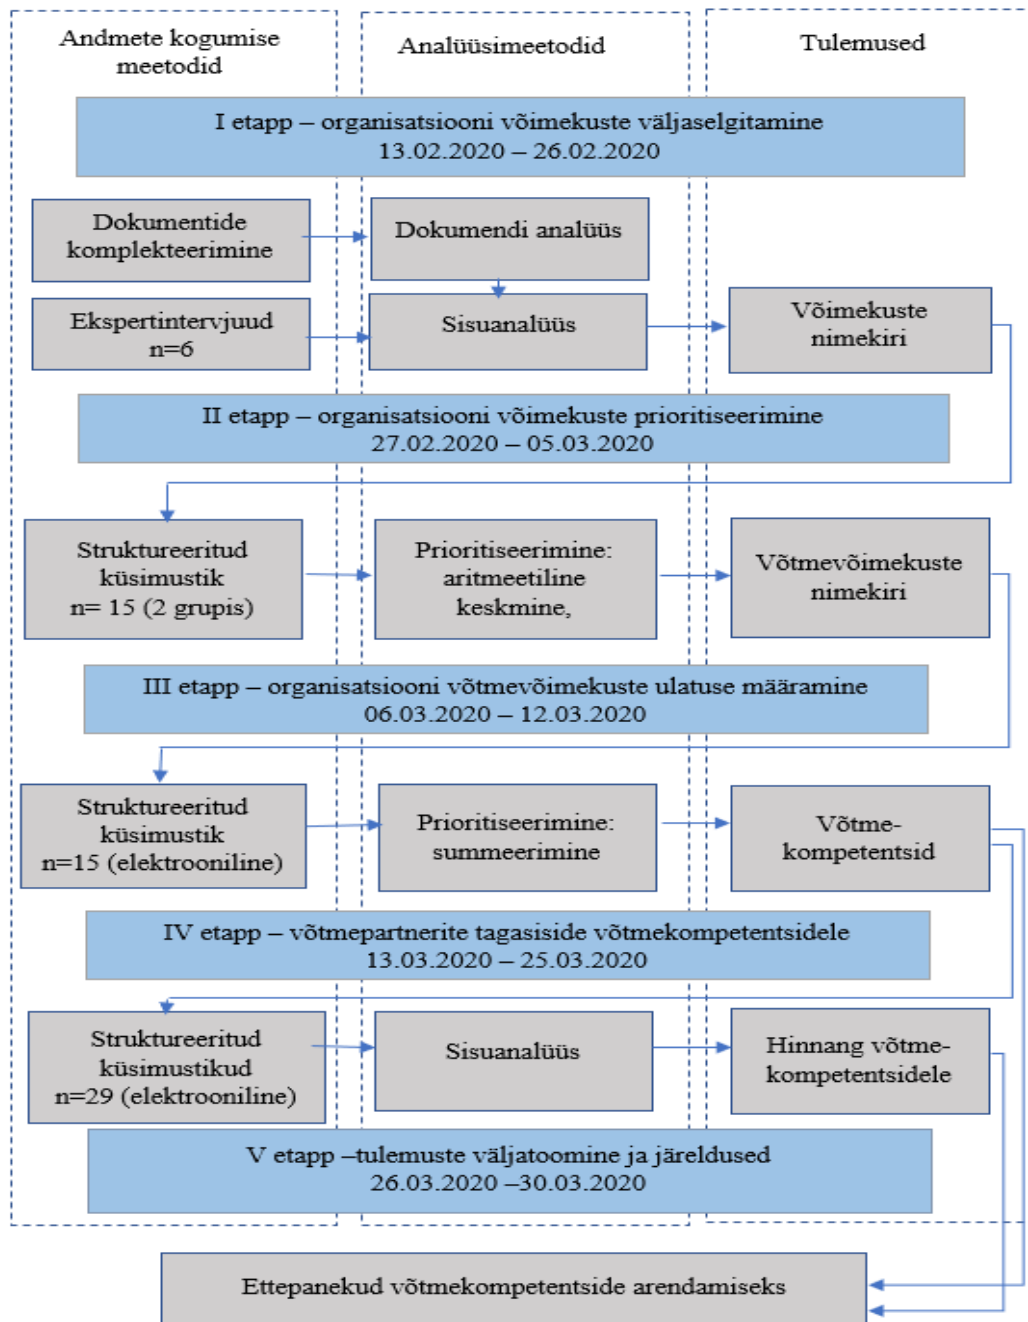 Andmete kogumise
meetodid
Analüüsimeetodid
Tulemused
I etapp – organisatsiooni võimekuste väljaselgitamine
13.02.2020 – 26.02.2020
Dokumentide
komplekteerimine
Dokumendi analüüs
Ekspertintervjuud
n=6
Sisuanalüüs
Võimekuste
nimekiri
II etapp – organisatsiooni võimekuste prioritiseerimine
27.02.2020 – 05.03.2020
Struktureeritud
küsimustik
n= 15 (2 grupis)
Prioritiseerimine:
aritmeetiline
keskmine,
Võtmevõimekuste
nimekiri
III etapp – organisatsiooni võtmevõimekuste ulatuse määramine
06.03.2020 – 12.03.2020
Struktureeritud
küsimustik
n=15 (elektrooniline)
Prioritiseerimine:
summeerimine
Võtme-
kompetentsid
IV etapp – võtmepartnerite tagasiside võtmekompetentsidele
13.03.2020 – 25.03.2020
Struktureeritud
küsimustikud
n=29 (elektrooniline)
Sisuanalüüs
Hinnang võtme-
kompetentsidele
V etapp –tulemuste väljatoomine ja järeldused
26.03.2020 –30.03.2020
Ettepanekud võtmekompetentside arendamiseks